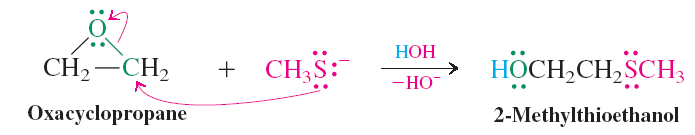 O
CH₂—CH₂ + CH₃S:⁻ HOH −HO⁻ HOCH₂CH₂SCH₃
Oxacyclopropane 2-Methylthioethanol